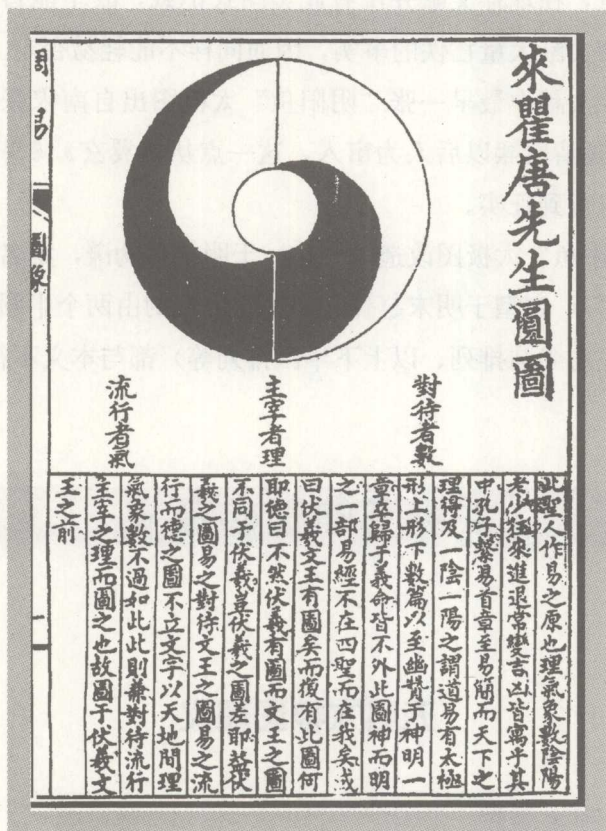 來瞿唐先生圓圖
對待者數
主宰者理
流行者氣
此聖人作易之原也理氣象數陰陽
老少往來進退常變吉凶皆寓乎其
中孔子繫易首章至易簡而天下之
理得及一陰一陽之謂道易有太極
形上形下數篇以至幽贊于神明一
章卒歸于義命皆不外此圖神而明
之一部易經不在四聖而在我矣或
曰伏羲文王有圖矣而復有此圖何
耶德曰不然伏羲有圖而文王之圖
不同于伏羲豈伏羲之圖差耶葢伏
羲之圖易之對待文王之圖易之流
行而德之圖不立文字以天地間理
氣象數不過如此此則兼對待流行
主宰之理而圖之也故圖于伏羲文
王之前
周易
圖象